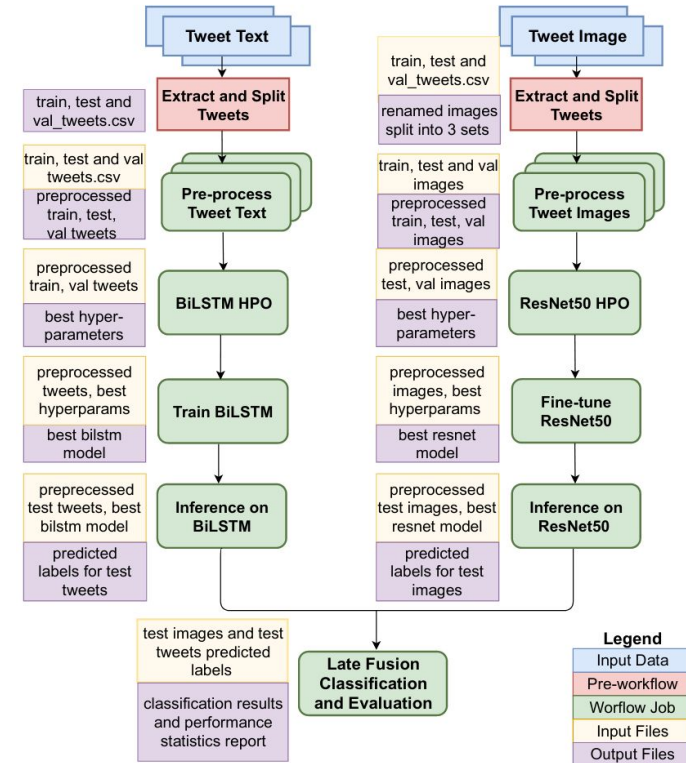 Tweet Text
Extract and Split
Tweets
train, test and
val_tweets.csv
train, test and val
tweets.csv
preprocessed
train, test,
val tweets
Pre-process
Tweet Text
preprocessed
train, val tweets
best hyper-
parameters
BiLSTM HPO
preprocessed
tweets, best
hyperparams
best bilstm
model
Train BiLSTM
preprecessed
test tweets, best
bilstm model
predicted
labels for test
tweets
Inference on
BiLSTM
Tweet Image
train, test and
val_tweets.csv
renamed images
split into 3 sets
Extract and Split
Tweets
train, test and val
images
preprocessed
train, test, val
images
Pre-process
Tweet Images
preprocessed
test, val images
best hyper-
parameters
ResNet50 HPO
preprocessed
images, best
hyperparams
best resnet
model
Fine-tune
ResNet50
preprocessed
test images, best
resnet model
predicted
labels for test
images
Inference on
ResNet50
test images and test
tweets predicted
labels
classification results
and performance
statistics report
Late Fusion
Classification
and Evaluation
Legend
Input Data
Pre-workflow
Worflow Job
Input Files
Output Files